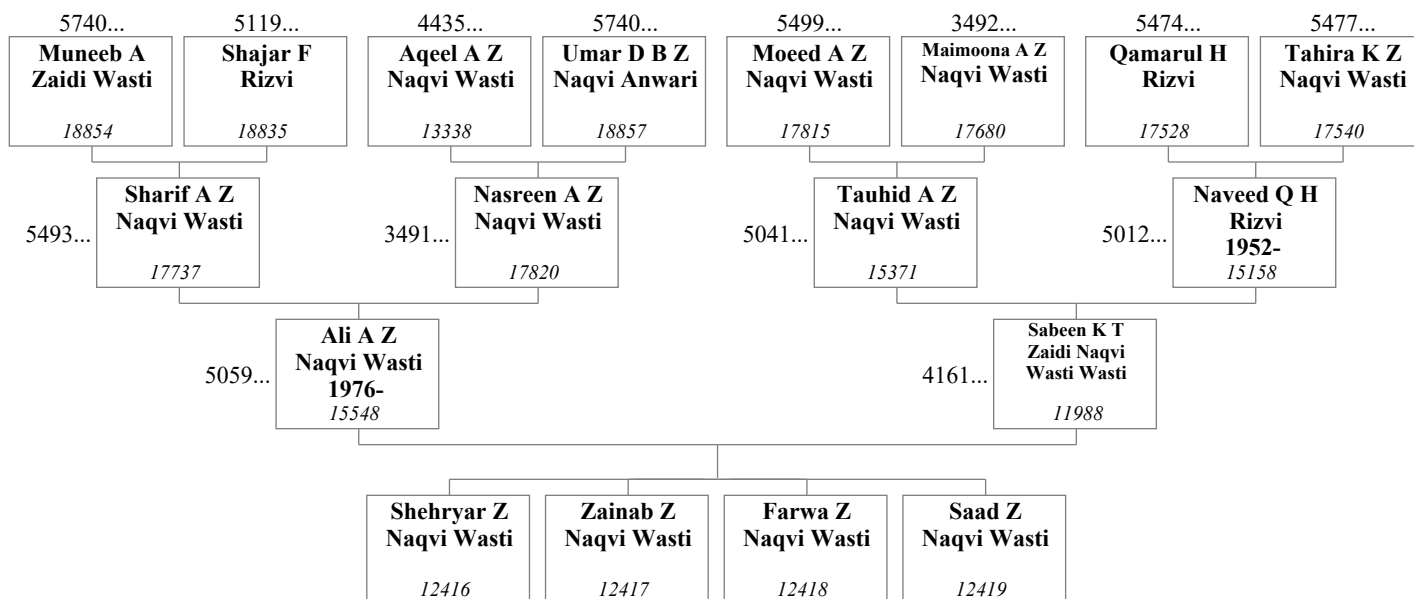 5740...
5119...
4435...
5740...
5499...
3492...
5474...
5477...
Muneeb A
Zaidi Wasti
18854
Shajar F
Rizvi
18835
Aqeel A Z
Naqvi Wasti
13338
Umar D B Z
Naqvi Anwari
18857
Moeed A Z
Naqvi Wasti
17815
Maimoona A Z
Naqvi Wasti
17680
Qamarul H
Rizvi
17528
Tahira K Z
Naqvi Wasti
17540
5493...
Sharif A Z
Naqvi Wasti
17737
3491...
Nasreen A Z
Naqvi Wasti
17820
5041...
Tauhid A Z
Naqvi Wasti
15371
5012...
Naveed Q H
Rizvi
1952-
15158
5059...
Ali A Z
Naqvi Wasti
1976-
15548
4161...
Sabeen K T
Zaidi Naqvi
Wasti Wasti
11988
Shehryar Z
Naqvi Wasti
12416
Zainab Z
Naqvi Wasti
12417
Farwa Z
Naqvi Wasti
12418
Saad Z
Naqvi Wasti
12419